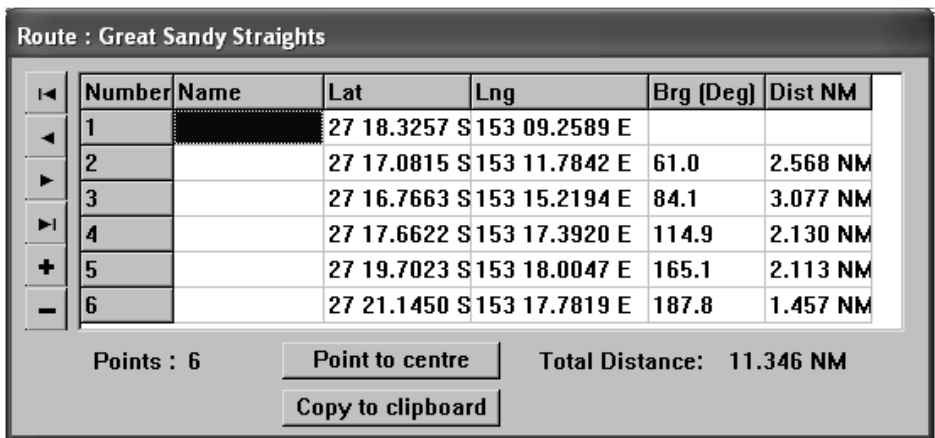 Route : Great Sandy Straights
Number Name Lat Lng Brg (Deg) Dist NM
1 27 18.3257 S 153 09.2589 E
2 27 17.0815 S 153 11.7842 E 61.0 2.568 NM
3 27 16.7663 S 153 15.2194 E 84.1 3.077 NM
4 27 17.6622 S 153 17.3920 E 114.9 2.130 NM
5 27 19.7023 S 153 18.0047 E 165.1 2.113 NM
6 27 21.1450 S 153 17.7819 E 187.8 1.457 NM
Points : 6 Point to centre Total Distance: 11.346 NM
Copy to clipboard